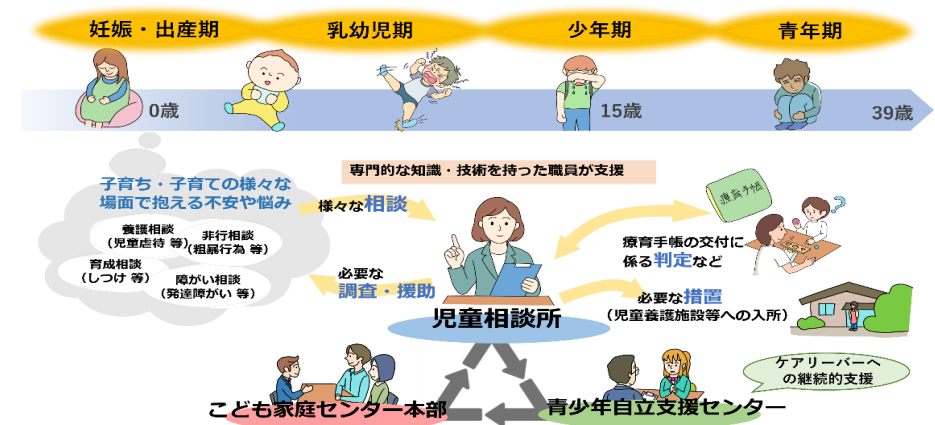 妊娠・出産期
乳幼児期
少年期
青年期
0歳
15歳
39歳
専門的な知識・技術を持った職員が支援
子育ち・子育ての様々な
場面で抱える不安や悩み
養護相談
(児童虐待 等)
非行相談
(粗暴行為 等)
育成相談
(しつけ 等)
障がい相談
(発達障がい 等)
様々な相談
必要な
調査・援助
療育手帳
?
療育手帳の交付に
係る判定など
必要な措置
(児童養護施設等への入所)
児童相談所
ケアリーバーへ
の継続的支援
こども家庭センター本部
青少年自立支援センター